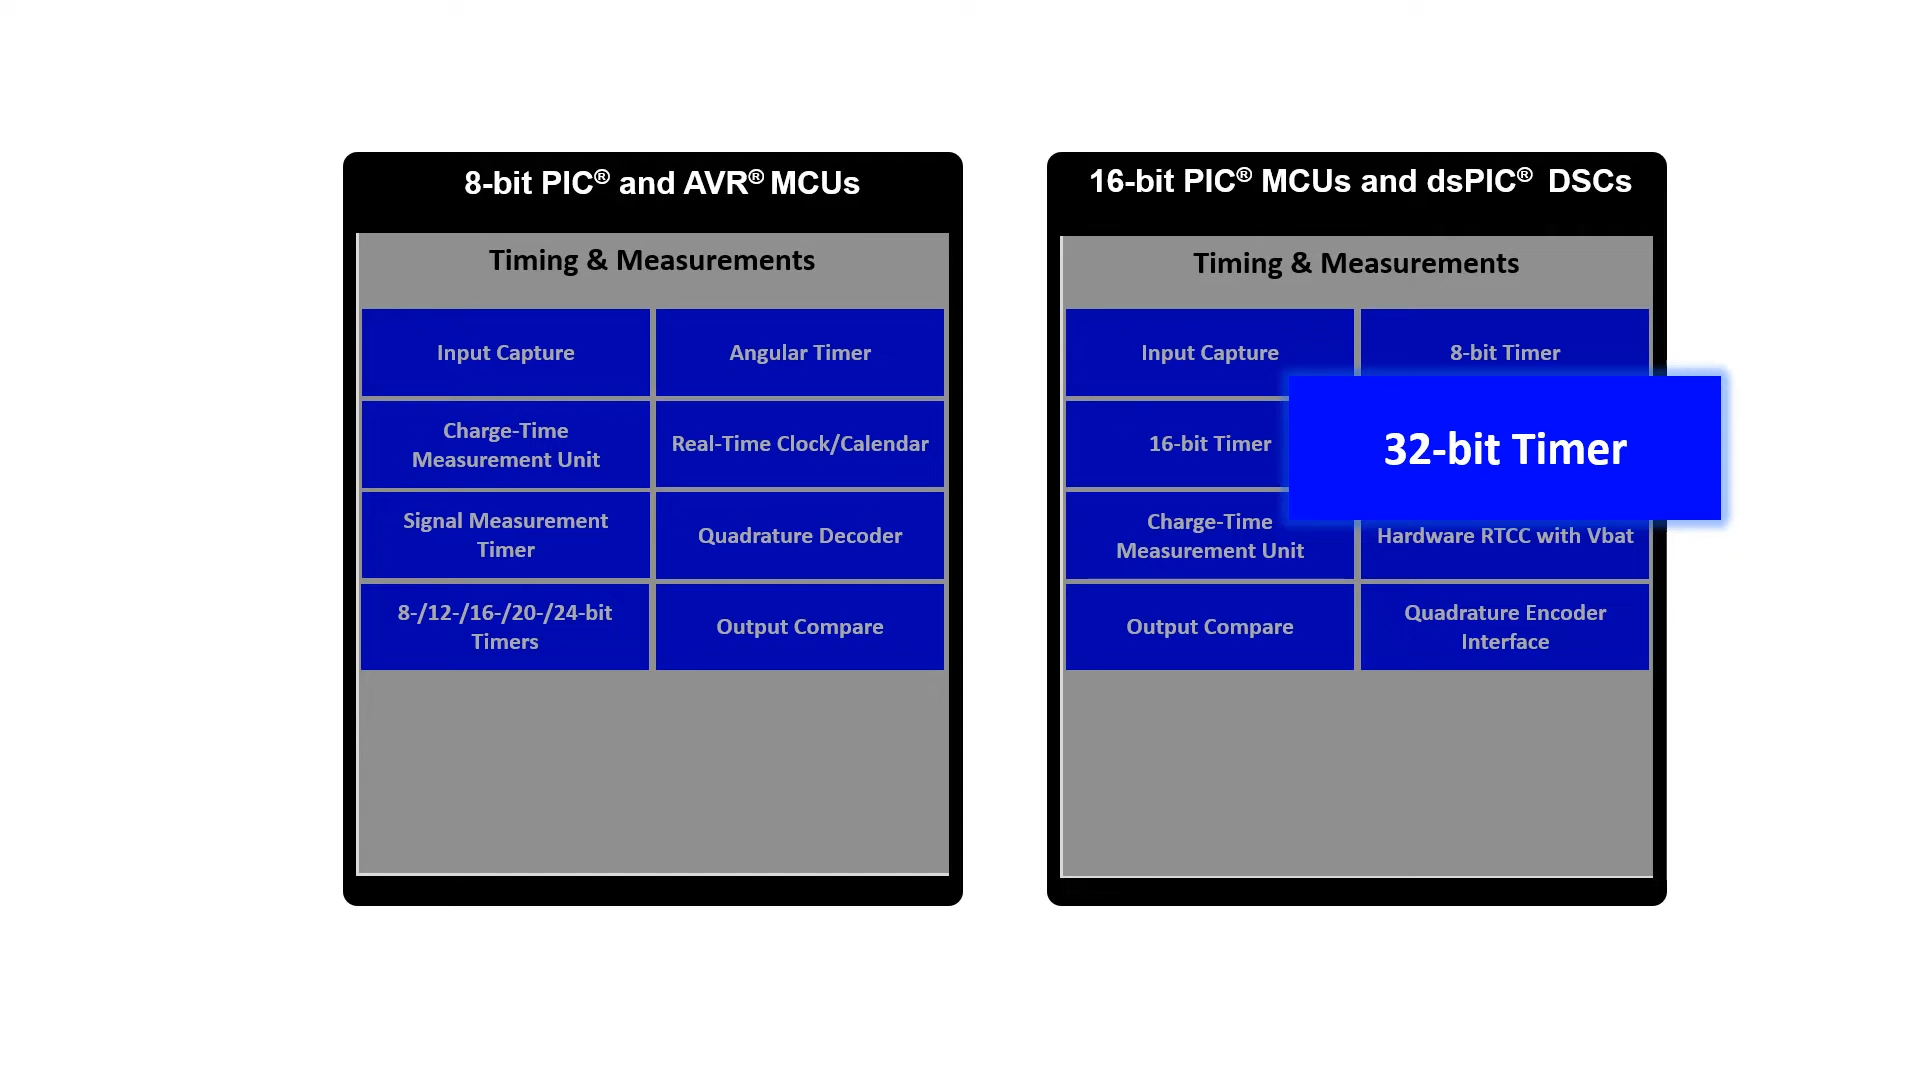 8-bit PIC® and AVR® MCUs
Timing & Measurements
Input Capture
Angular Timer
Charge-Time
Measurement Unit
Real-Time Clock/Calendar
Signal Measurement
Timer
Quadrature Decoder
8-/12-/16-/20-/24-bit
Timers
Output Compare
16-bit PIC® MCUs and dsPIC® DSCs
Timing & Measurements
Input Capture
8-bit Timer
16-bit Timer
32-bit Timer
Charge-Time
Measurement Unit
Hardware RTCC with Vbat
Output Compare
Quadrature Encoder
Interface